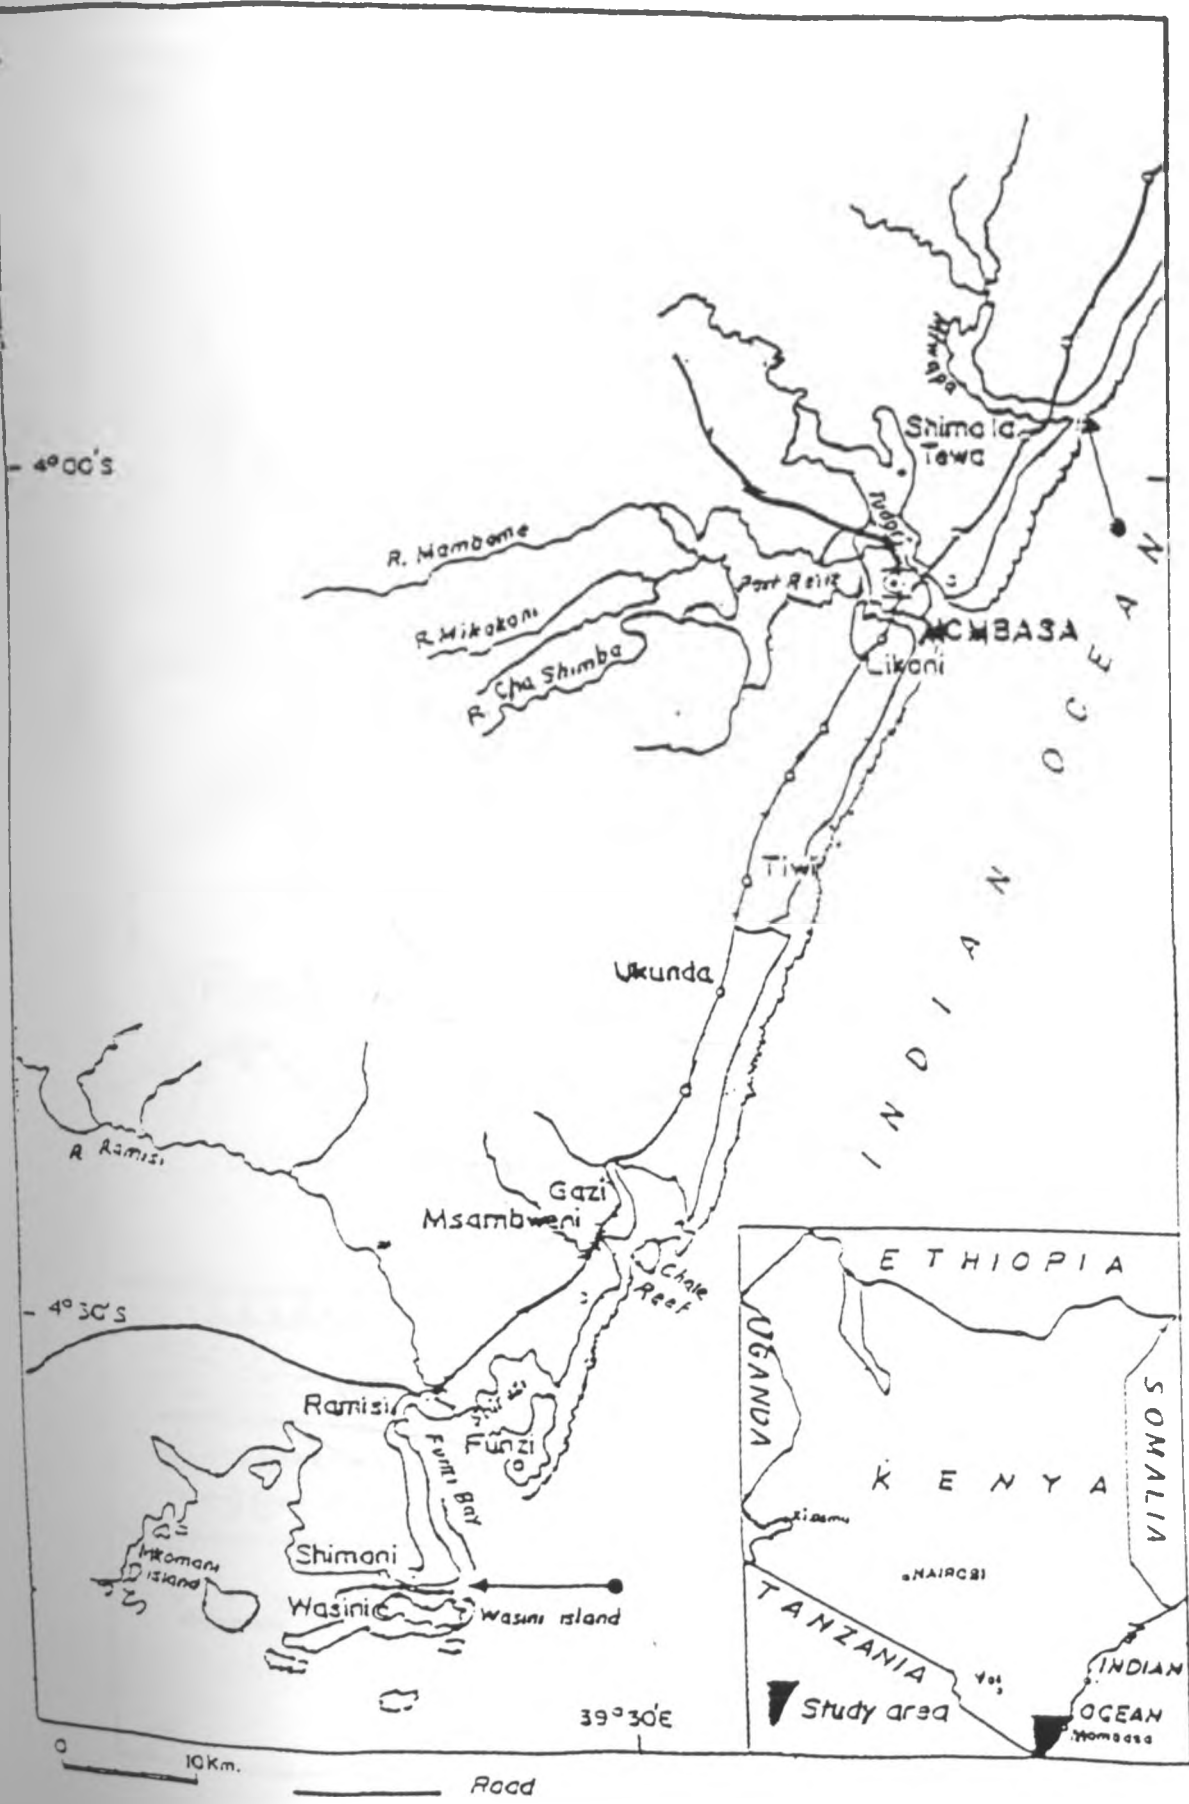 Mtwapa
Shimo la
Tewa
4°00'S
Tudor
R. Mambome
Port Reitz
R. Mikokoni
MOMBASA
R. Cha Shimba
Likoni
INDIAN OCEAN
Tiwi
Ukunda
R Ramisi
Gazi
Msambweni
Chale
Reef
4°30'S
Ramisi
Funzi
Funzi Bay
Shimoni
Mkomani
Island
Wasini
Wasini island
39°30'E
0
10Km.
Road
ETHIOPIA
UGANDA
SOMALIA
KENYA
Kisumu
NAIROBI
TANZANIA
Voi
INDIAN
OCEAN
Mombasa
Study area